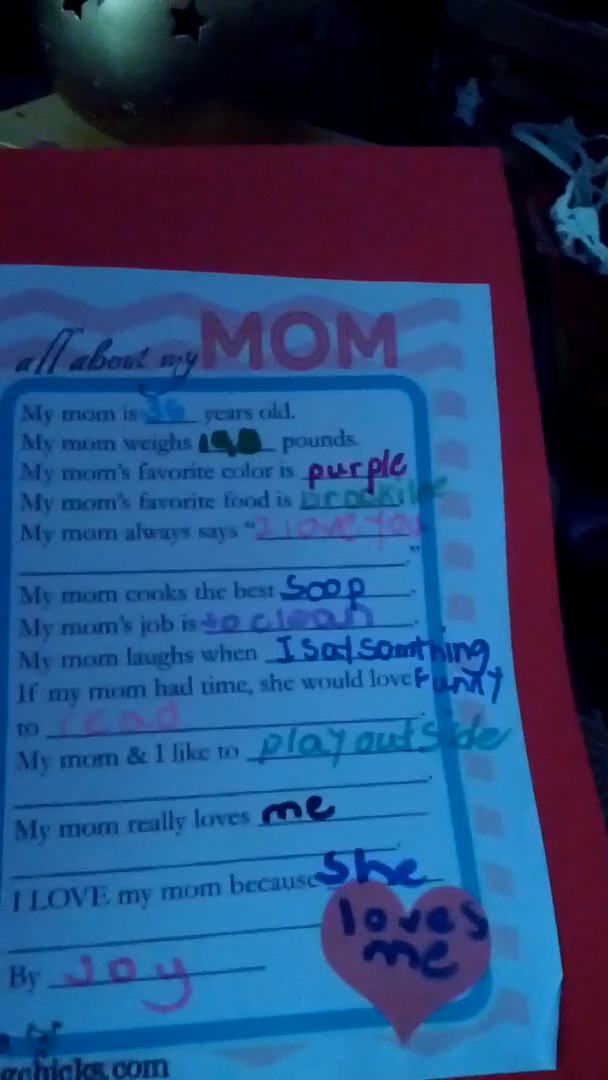 all about my MOM
My mom is 36 years old.
My mom weighs 198 pounds.
My mom's favorite color is purple
My mom's favorite food is
My mom always says "I love you
."
My mom cooks the best Soop.
My mom's job is to clean.
My mom laughs when I sad something
Funny
If my mom had time, she would love
to read.
My mom & I like to play outside
.
My mom really loves me
.
I LOVE my mom because she
loves
me
By Joy
gchicks.com